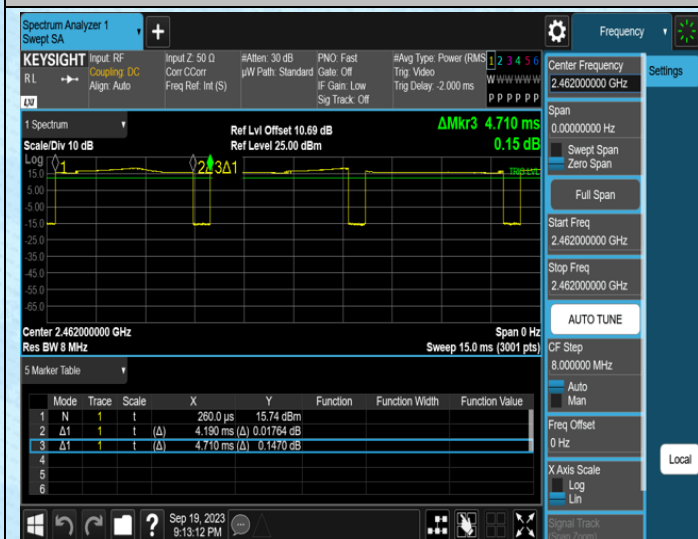 Spectrum Analyzer 1
Swept SA
+
Frequency
KEYSIGHT
RL
LXI
Input: RF
Coupling: DC
Align: Auto
Input Z: 50 Ω
Corr CCorr
Freq Ref: Int (S)
#Atten: 30 dB
µW Path: Standard
PNO: Fast
Gate: Off
IF Gain: Low
Sig Track: Off
#Avg Type: Power (RMS
Trig: Video
Trig Delay: -2.000 ms
1 2 3 4 5 6
W W W W W W
P P P P P P
1 Spectrum
Scale/Div 10 dB
Ref Lvl Offset 10.69 dB
Ref Level 25.00 dBm
ΔMkr3 4.710 ms
0.15 dB
Log
15.0
5.00
-5.00
-15.0
-25.0
-35.0
-45.0
-55.0
-65.0
1
2Δ
3Δ1
TRIG LVL
Center 2.462000000 GHz
Res BW 8 MHz
Span 0 Hz
Sweep 15.0 ms (3001 pts)
5 Marker Table
Mode Trace Scale X Y Function Function Width Function Value
1 N 1 t 260.0 µs 15.74 dBm
2 Δ1 1 t (Δ) 4.190 ms (Δ) 0.01764 dB
3 Δ1 1 t (Δ) 4.710 ms (Δ) 0.1470 dB
4
5
6
?
Sep 19, 2023
9:13:12 PM
Center Frequency
2.462000000 GHz
Span
0.00000000 Hz
Swept Span
Zero Span
Full Span
Start Freq
2.462000000 GHz
Stop Freq
2.462000000 GHz
AUTO TUNE
CF Step
8.000000 MHz
Auto
Man
Freq Offset
0 Hz
X Axis Scale
Log
Lin
Signal Track
(Span Zoom)
Settings
Local